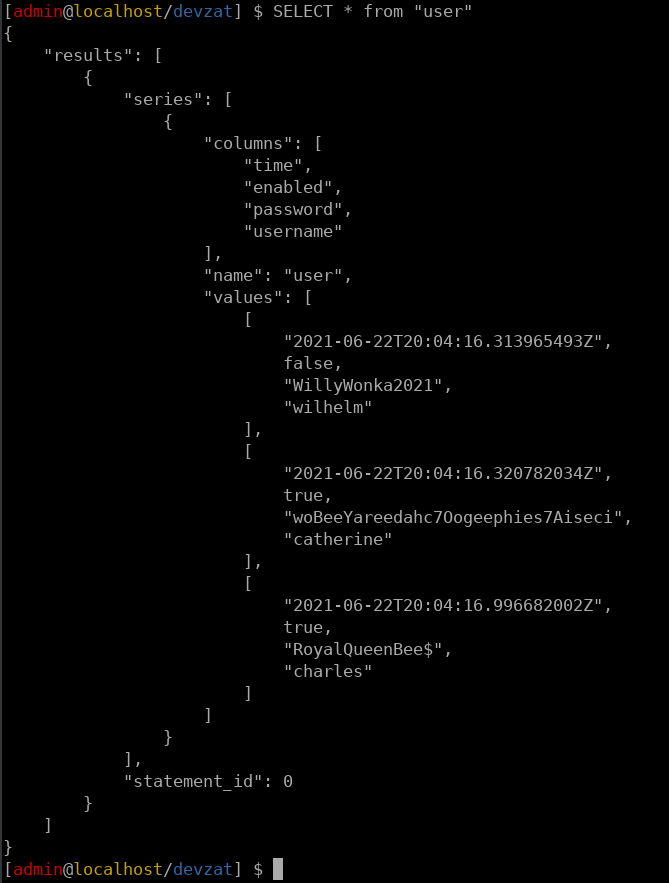 [admin@localhost/devzat] $ SELECT * from "user"
{
    "results": [
        {
            "series": [
                {
                    "columns": [
                        "time",
                        "enabled",
                        "password",
                        "username"
                    ],
                    "name": "user",
                    "values": [
                        [
                            "2021-06-22T20:04:16.313965493Z",
                            false,
                            "WillyWonka2021",
                            "wilhelm"
                        ],
                        [
                            "2021-06-22T20:04:16.320782034Z",
                            true,
                            "woBeeYareedahc7Oogeephies7Aiseci",
                            "catherine"
                        ],
                        [
                            "2021-06-22T20:04:16.996682002Z",
                            true,
                            "RoyalQueenBee$",
                            "charles"
                        ]
                    ]
                }
            ],
            "statement_id": 0
        }
    ]
}
[admin@localhost/devzat] $